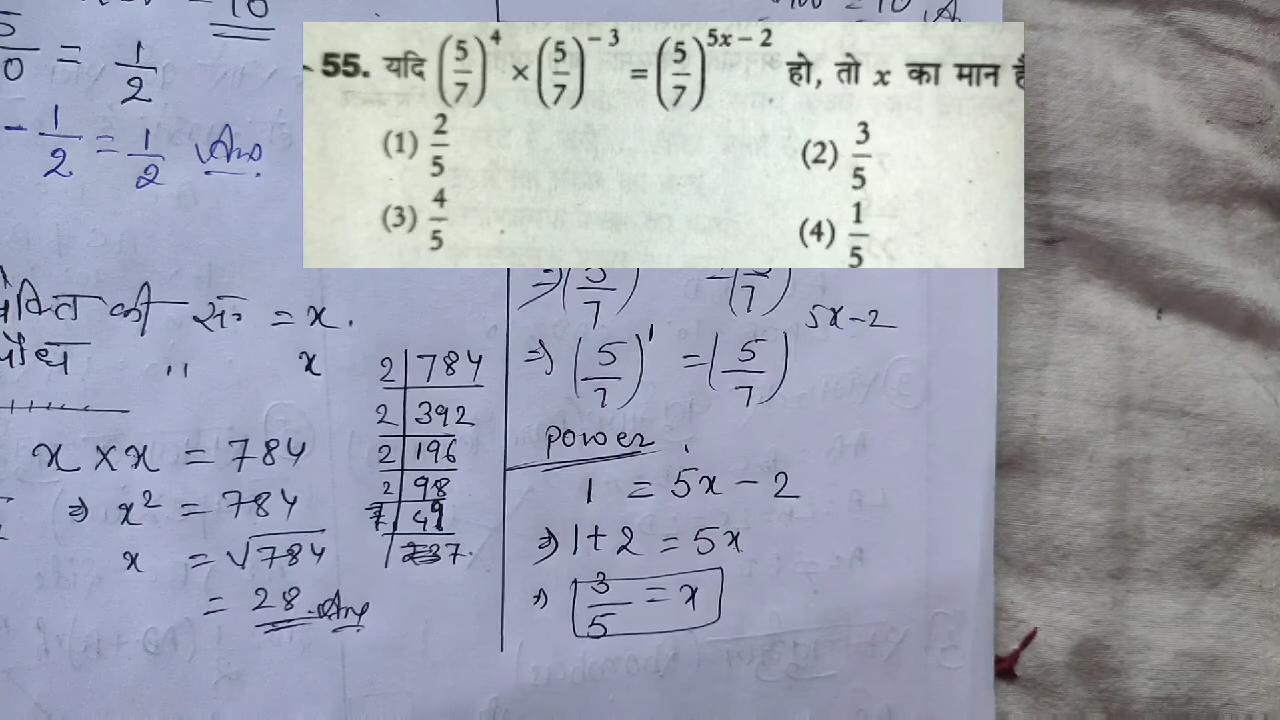 = 1/2
- 1/2 = 1/2 Ans
55. यदि (5/7)^4 × (5/7)^-3 = (5/7)^5x-2 हो, तो x का मान है
(1) 2/5
(2) 3/5
(3) 4/5
(4) 1/5
की सं० = x.
पौधे " x
x × x = 784
⇒ x² = 784
x = √784
= 28 Ans
2 | 784
2 | 392
2 | 196
2 | 98
7 | 49
7
⇒ (5/7)^1 = (5/7)^5x-2
Power
1 = 5x - 2
⇒ 1 + 2 = 5x
⇒ 3/5 = x